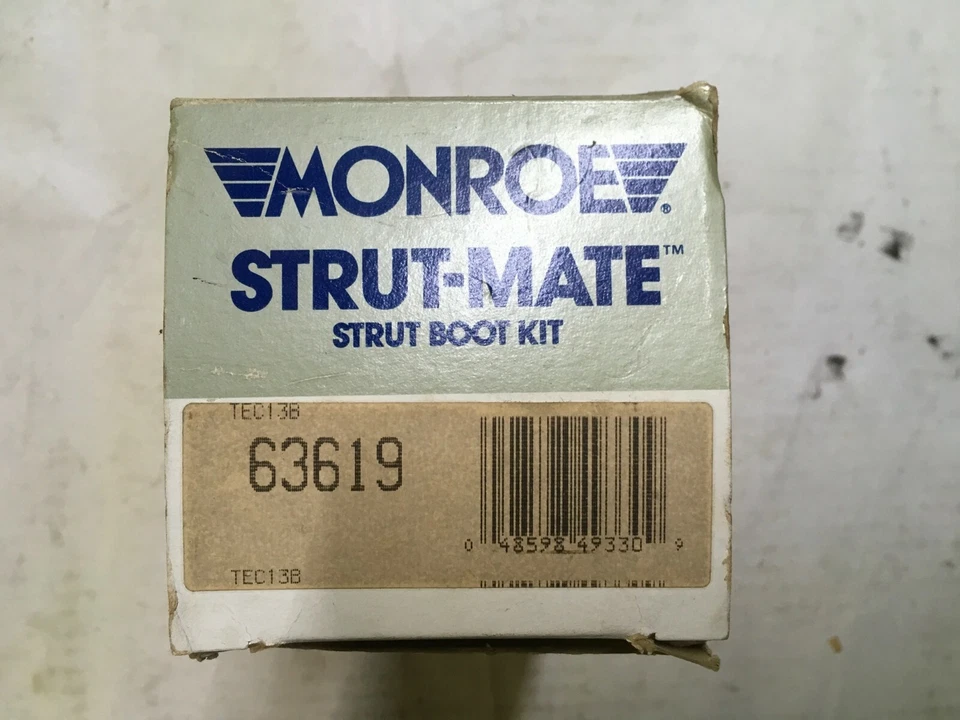 MONROE®
STRUT-MATE™
STRUT BOOT KIT
TEC13B
63619
0 48598 49330 9
TEC13B